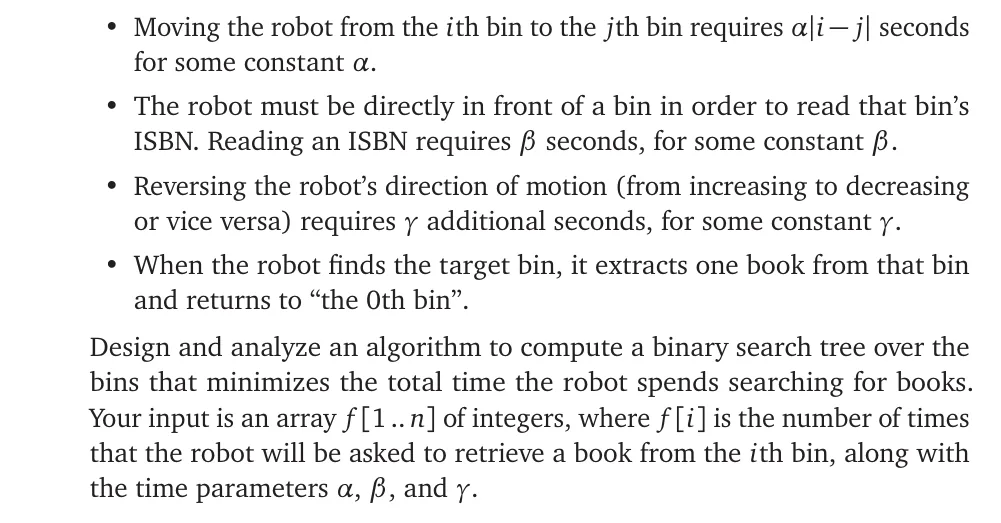 • Moving the robot from the ith bin to the jth bin requires α|i−j| seconds
for some constant α.
• The robot must be directly in front of a bin in order to read that bin’s
ISBN. Reading an ISBN requires β seconds, for some constant β.
• Reversing the robot’s direction of motion (from increasing to decreasing
or vice versa) requires γ additional seconds, for some constant γ.
• When the robot finds the target bin, it extracts one book from that bin
and returns to “the 0th bin”.
Design and analyze an algorithm to compute a binary search tree over the
bins that minimizes the total time the robot spends searching for books.
Your input is an array f[1..n] of integers, where f[i] is the number of times
that the robot will be asked to retrieve a book from the ith bin, along with
the time parameters α, β, and γ.